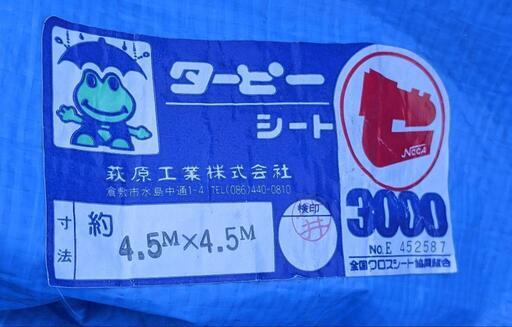 ターピー
シート
萩原工業株式会社
倉敷市水島中通1-4 TEL(086)440-0810
寸法
約
4.5M×4.5M
検印
NCCA
3000
NO.E 452587
全国クロスシート協同組合